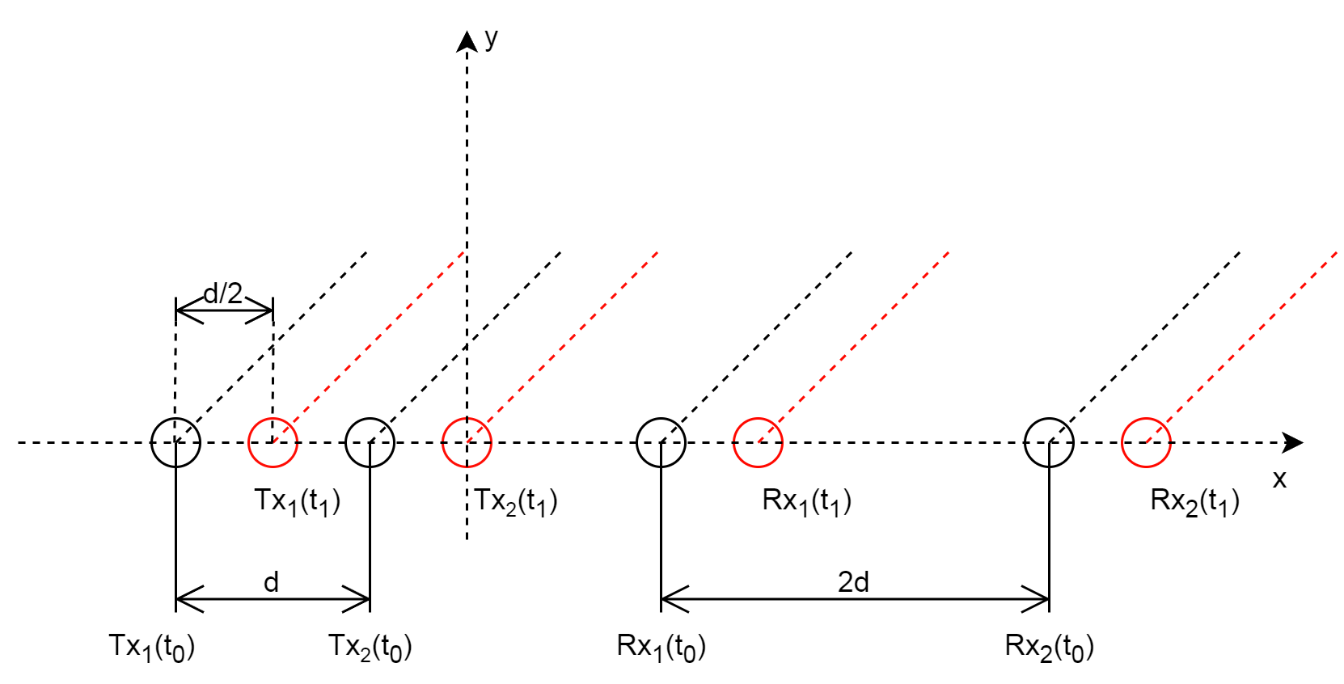 y
d/2
x
Tx₁(t₁)
Tx₂(t₁)
Rx₁(t₁)
Rx₂(t₁)
d
2d
Tx₁(t₀)
Tx₂(t₀)
Rx₁(t₀)
Rx₂(t₀)